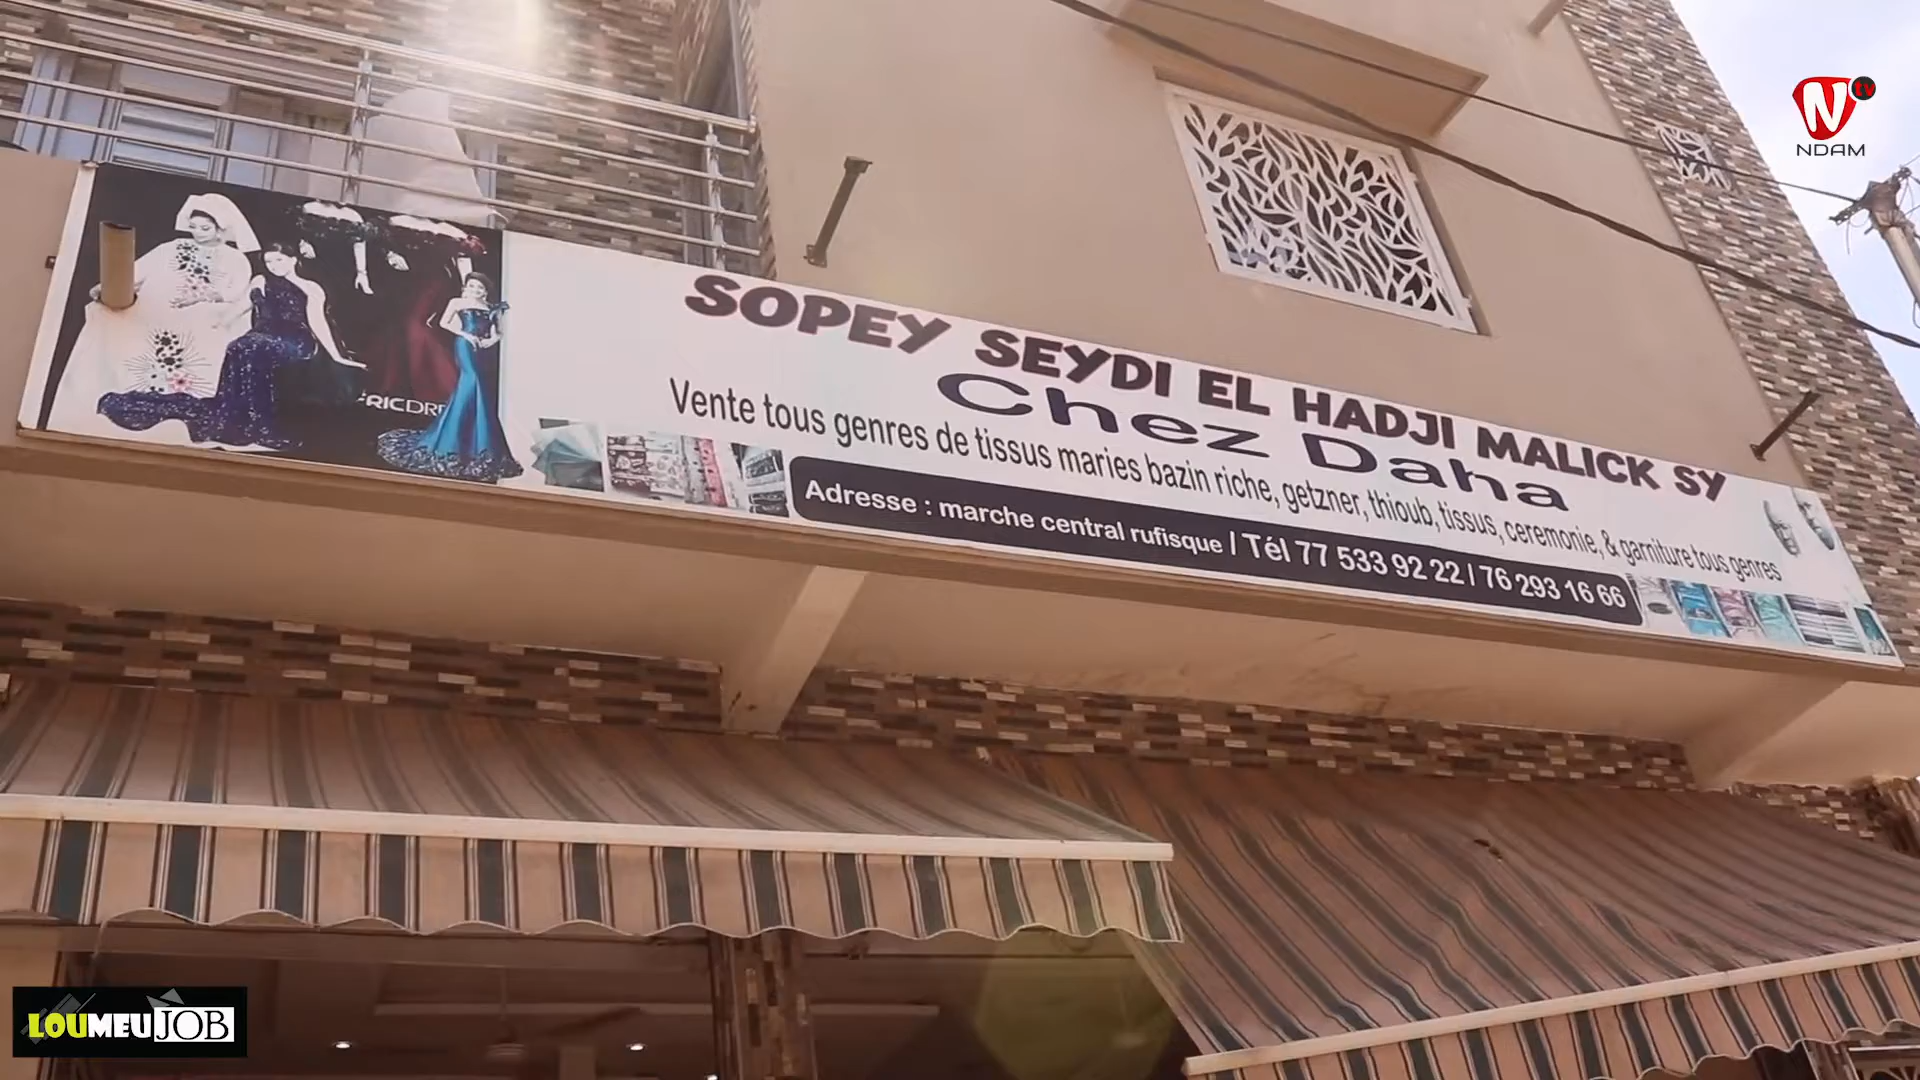 N tv
NDAM
SOPEY SEYDI EL HADJI MALICK SY
Chez Daha
Vente tous genres de tissus maries bazin riche, getzner, thioub, tissus, ceremonie, & garniture tous genres
Adresse : marche central rufisque | Tél 77 533 92 22 | 76 293 16 66
LOUMEUJOB